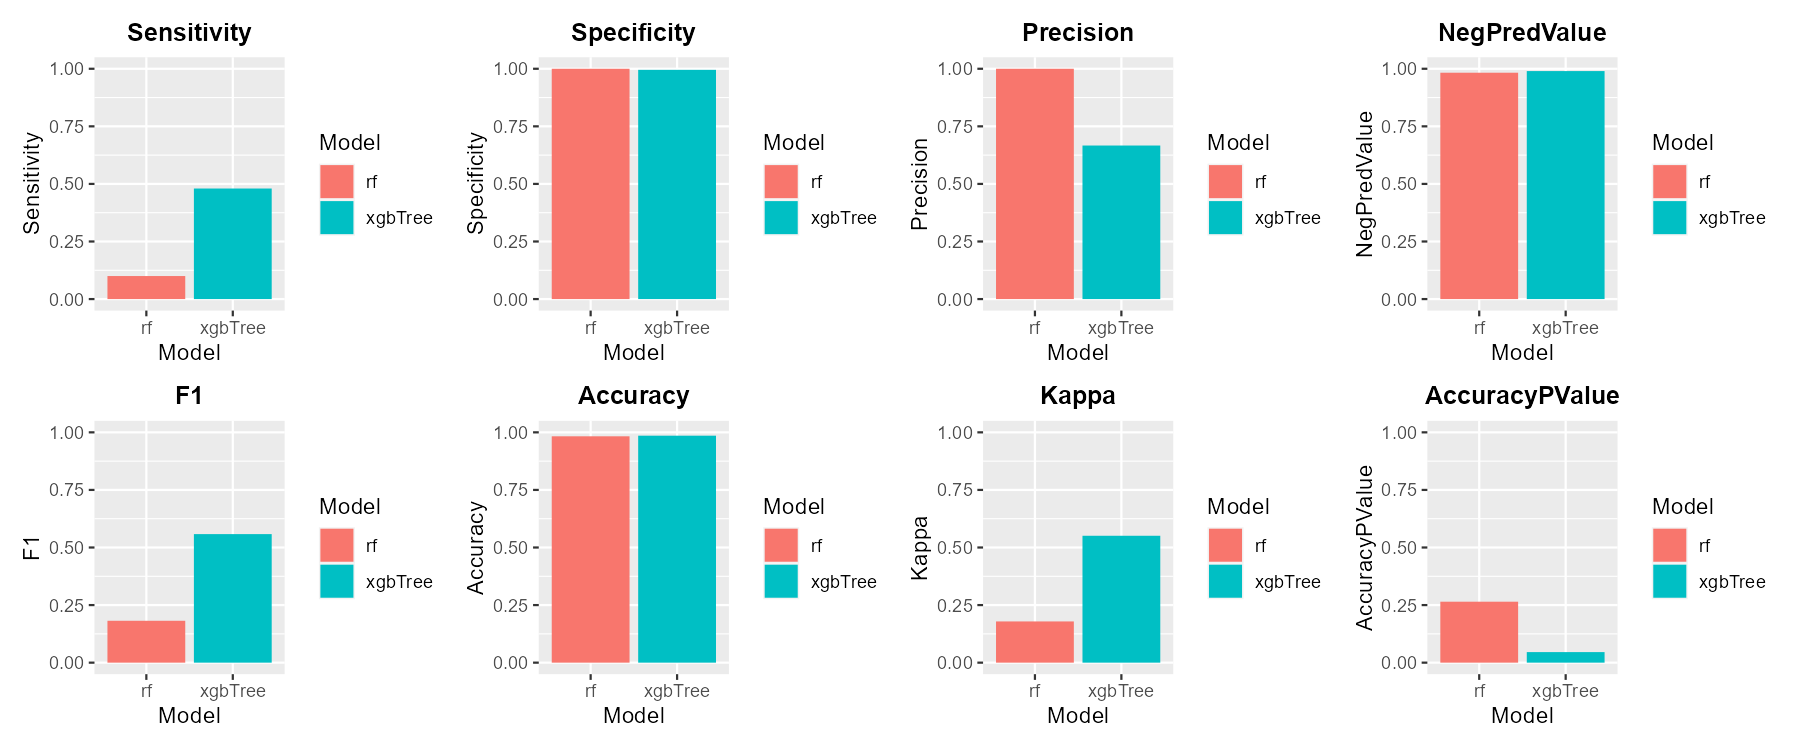 Sensitivity
Specificity
Precision
NegPredValue
1.00
0.75
0.50
0.25
0.00
Sensitivity
rf
xgbTree
Model
Model
rf
xgbTree
1.00
0.75
0.50
0.25
0.00
Specificity
rf
xgbTree
Model
Model
rf
xgbTree
1.00
0.75
0.50
0.25
0.00
Precision
rf
xgbTree
Model
Model
rf
xgbTree
1.00
0.75
0.50
0.25
0.00
NegPredValue
rf
xgbTree
Model
Model
rf
xgbTree
F1
Accuracy
Kappa
AccuracyPValue
1.00
0.75
0.50
0.25
0.00
F1
rf
xgbTree
Model
Model
rf
xgbTree
1.00
0.75
0.50
0.25
0.00
Accuracy
rf
xgbTree
Model
Model
rf
xgbTree
1.00
0.75
0.50
0.25
0.00
Kappa
rf
xgbTree
Model
Model
rf
xgbTree
1.00
0.75
0.50
0.25
0.00
AccuracyPValue
rf
xgbTree
Model
Model
rf
xgbTree